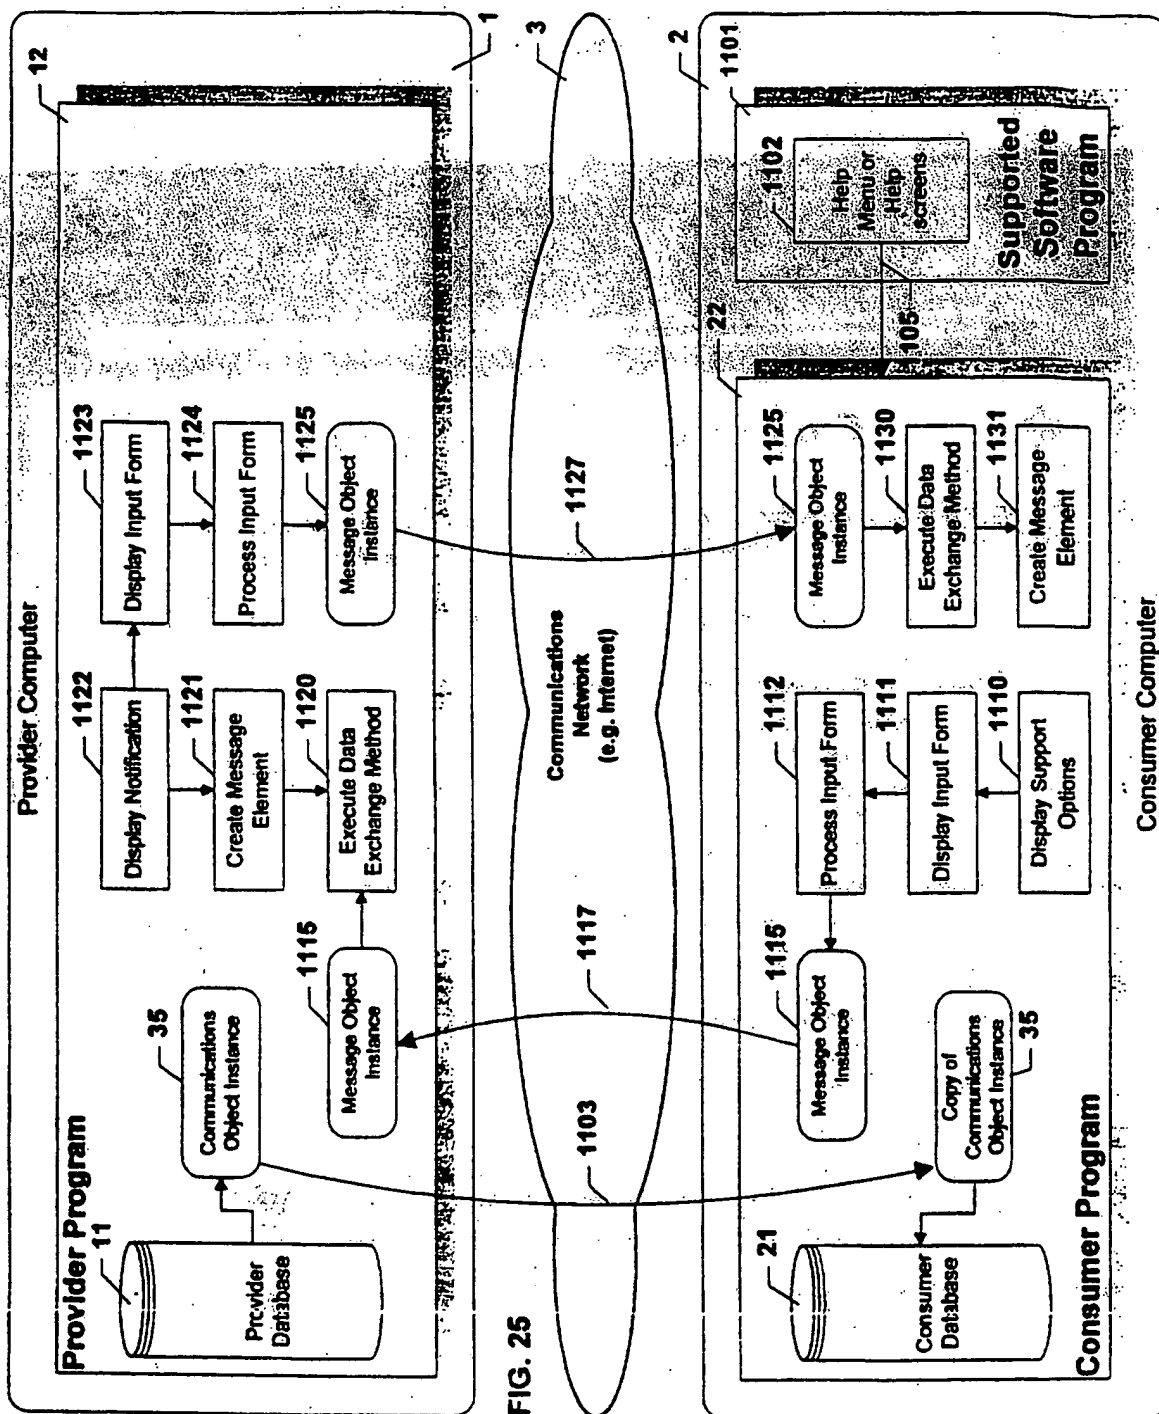 Provider Computer
1
12
Provider Program
11
Provider
Database
35
Communications
Object Instance
1115
Message Object
Instance
1122
Display Notification
1121
Create Message
Element
1120
Execute Data
Exchange Method
1123
Display Input Form
1124
Process Input Form
1125
Message Object
Instance
FIG. 25
3
1103
1117
Communications
Network
(e.g. Internet)
1127
2
22
Consumer Program
21
Consumer
Database
Copy of
Communications
Object Instance
35
1115
Message Object
Instance
1112
Process Input Form
1111
Display Input Form
1110
Display Support
Options
1125
Message Object
Instance
1130
Execute Data
Exchange Method
1131
Create Message
Element
105
1101
1102
Help
Menu or
Help
screens
Supported
Software
Program
Consumer Computer